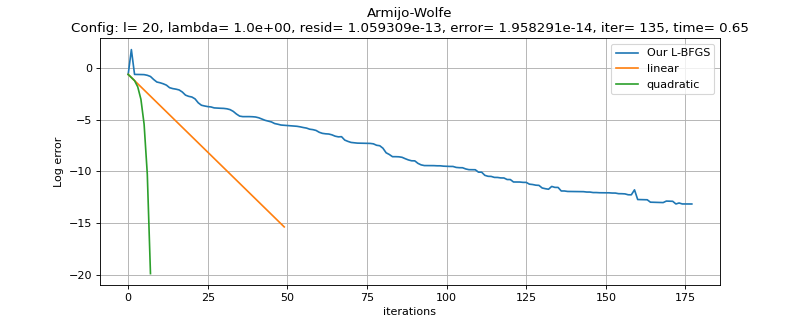 Armijo-Wolfe
Config: l= 20, lambda= 1.0e+00, resid= 1.059309e-13, error= 1.958291e-14, iter= 135, time= 0.65
Our L-BFGS
linear
quadratic
Log error
0
−5
−10
−15
−20
0 25 50 75 100 125 150 175
iterations